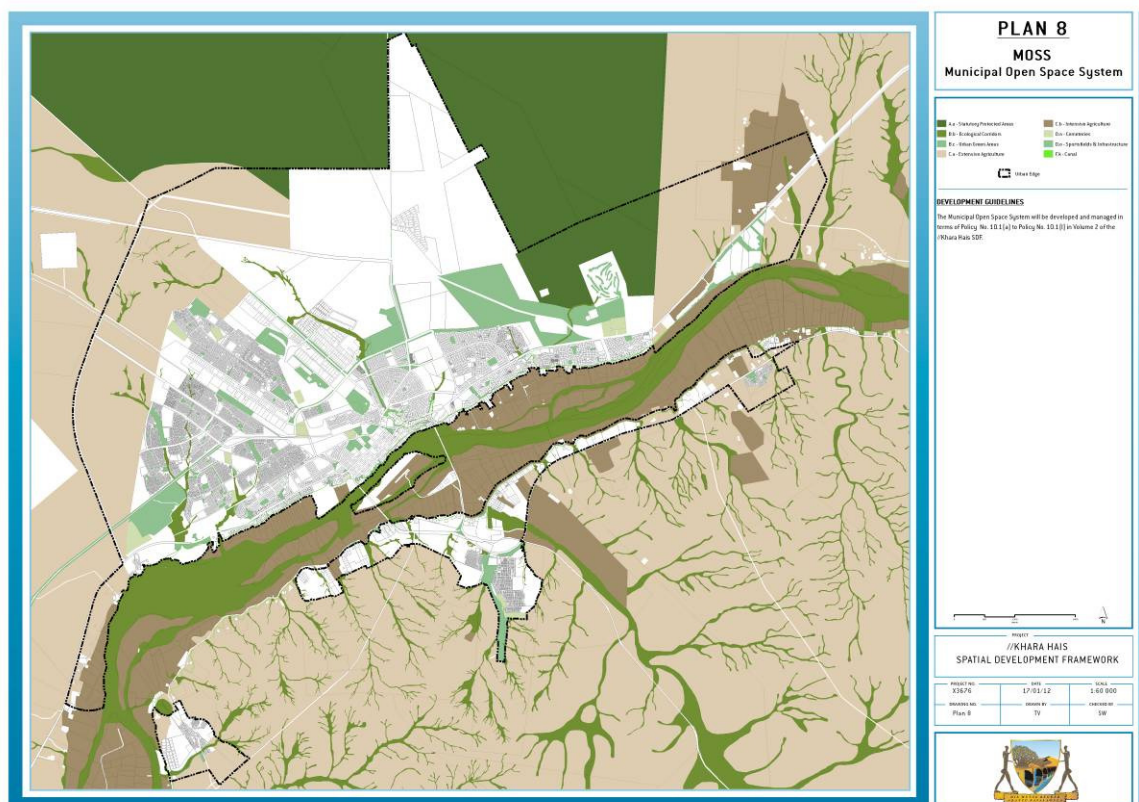 PLAN 8
MOSS
Municipal Open Space System
A.a - Statutory Protected Areas
B.b - Ecological Corridors
B.c - Urban Green Areas
C.a - Extensive Agriculture
C.b - Intensive Agriculture
- Cemeteries
- Sportsfields & Infrastructure
- Canal
Urban Edge
DEVELOPMENT GUIDELINES
The Municipal Open Space System will be developed and managed in
terms of Policy No. 10.1(a) to Policy No. 10.1(l) in Volume 2 of the
//Khara Hais SDF.
N
PROJECT
//KHARA HAIS
SPATIAL DEVELOPMENT FRAMEWORK
PROJECT NO.
X3676
DATE
17/01/12
SCALE
1:60 000
DRAWING NO.
Plan 8
DRAWN BY
TV
CHECKED BY
SW